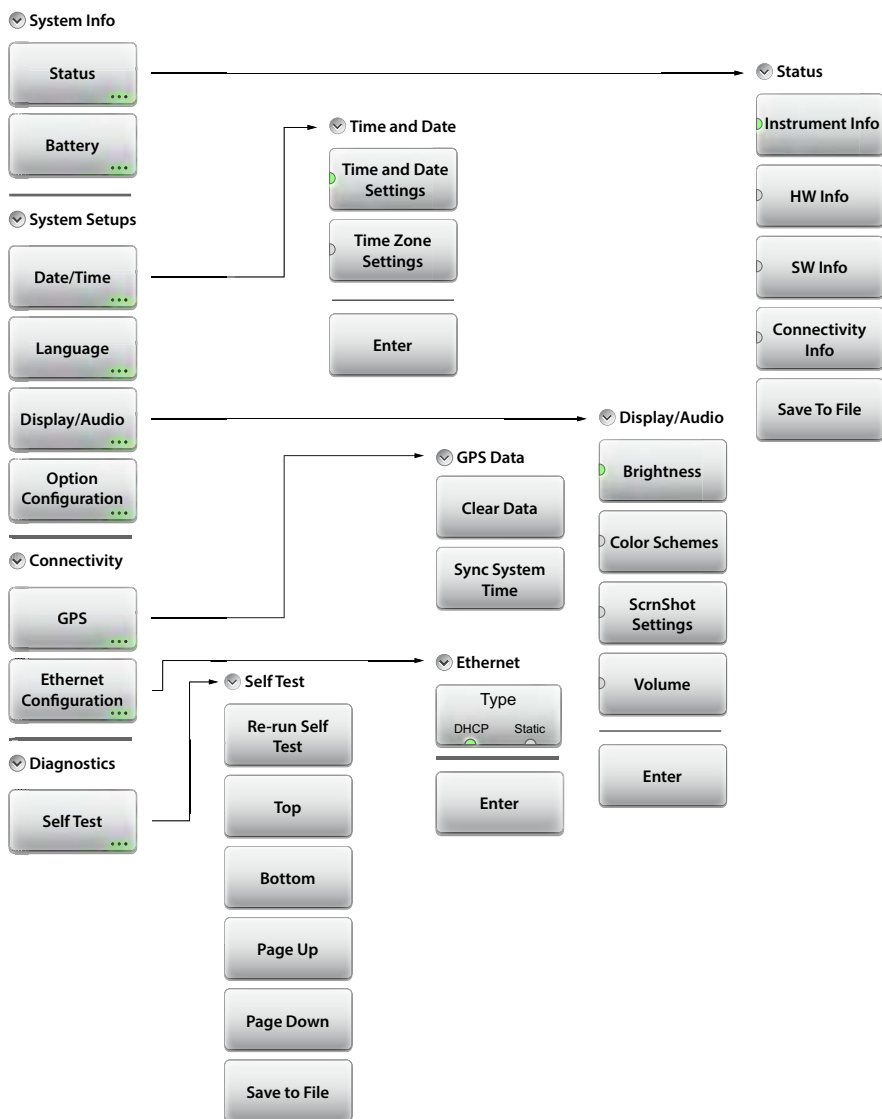 System Info
Status
Battery
System Setups
Date/Time
Language
Display/Audio
Option
Configuration
Connectivity
GPS
Ethernet
Configuration
Diagnostics
Self Test
Time and Date
Time and Date
Settings
Time Zone
Settings
Enter
Self Test
Re-run Self
Test
Top
Bottom
Page Up
Page Down
Save to File
GPS Data
Clear Data
Sync System
Time
Ethernet
Type
DHCP Static
Enter
Display/Audio
Brightness
Color Schemes
ScrnShot
Settings
Volume
Enter
Status
Instrument Info
HW Info
SW Info
Connectivity
Info
Save To File